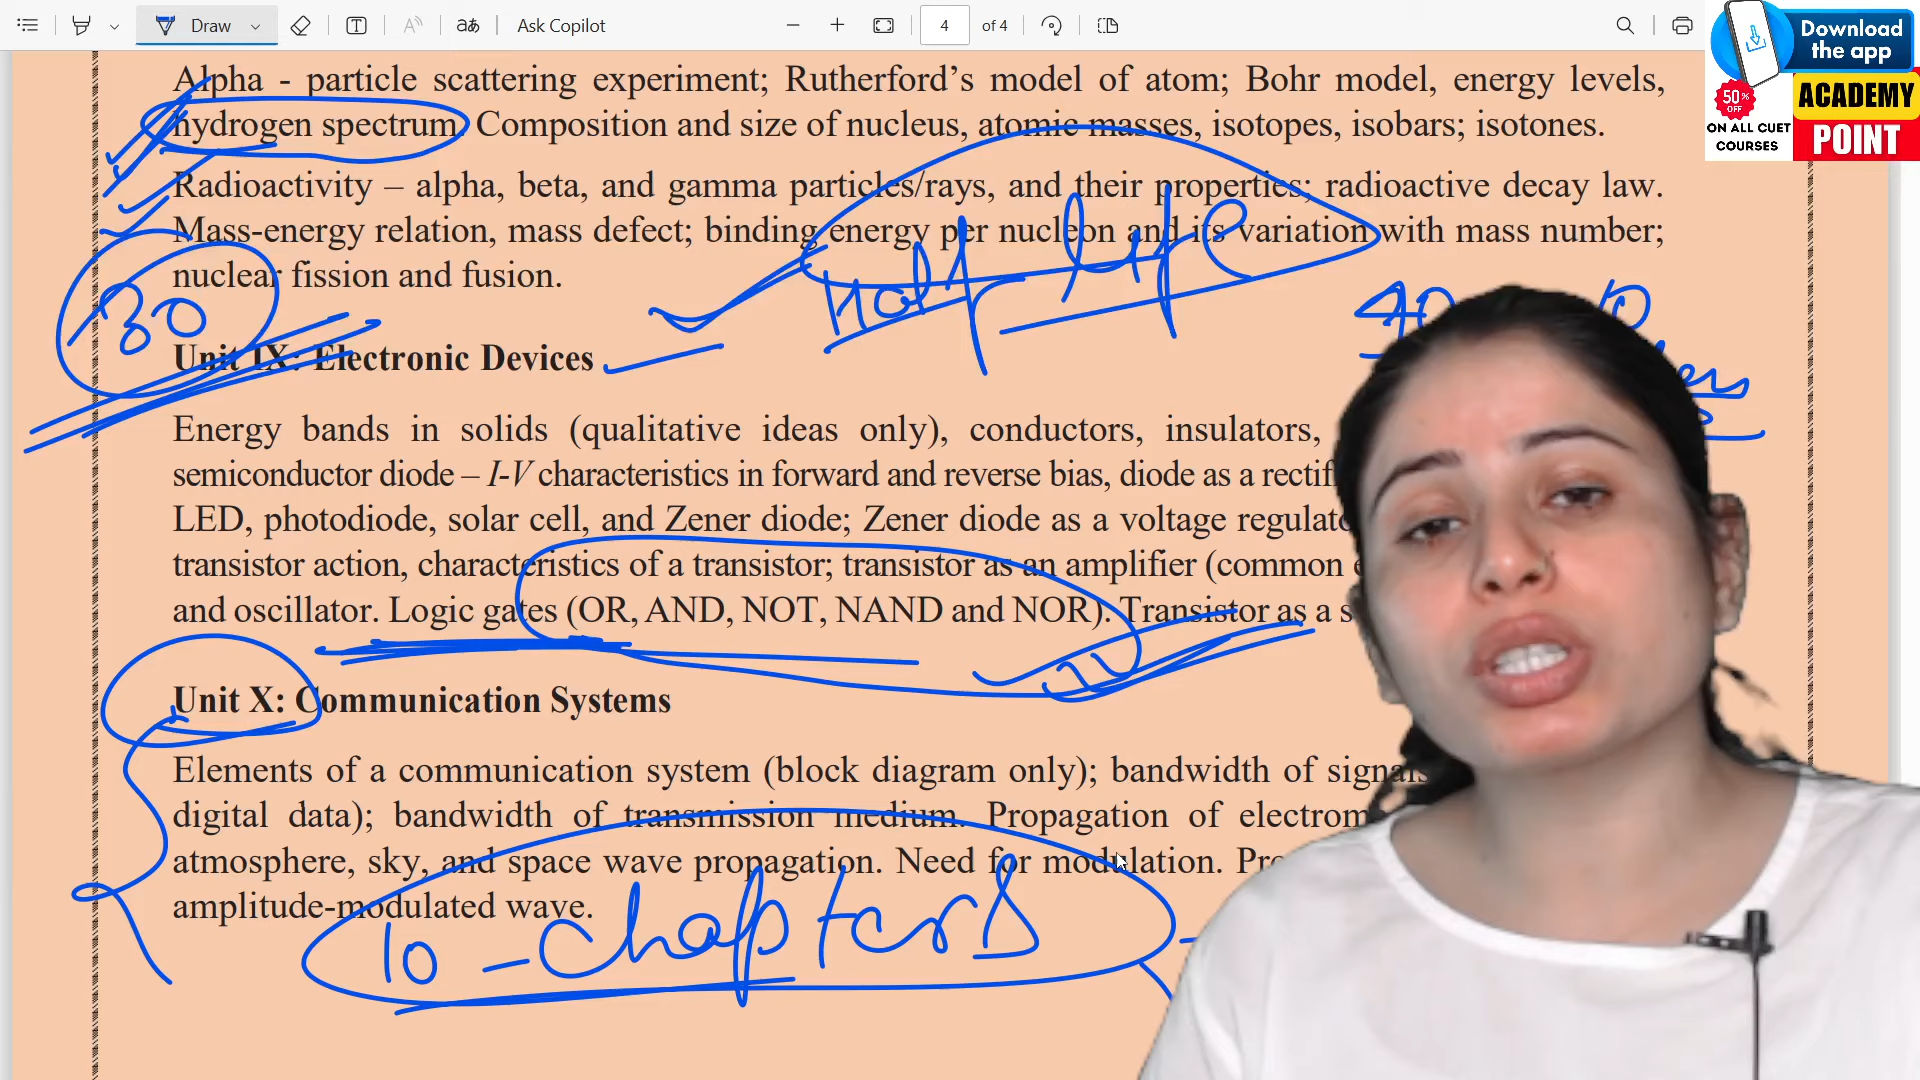 Draw
Ask Copilot
4 of 4
Download
the app
50%
OFF
ON ALL CUET
COURSES
ACADEMY
POINT
Alpha - particle scattering experiment; Rutherford’s model of atom; Bohr model, energy levels,
hydrogen spectrum. Composition and size of nucleus, atomic masses, isotopes, isobars; isotones.
Radioactivity – alpha, beta, and gamma particles/rays, and their properties; radioactive decay law.
Mass-energy relation, mass defect; binding energy per nucleon and its variation with mass number;
nuclear fission and fusion.
Half life
30
Unit IX: Electronic Devices
Energy bands in solids (qualitative ideas only), conductors, insulators,
semiconductor diode – I-V characteristics in forward and reverse bias, diode as a
LED, photodiode, solar cell, and Zener diode; Zener diode as a voltage
transistor action, characteristics of a transistor; transistor as an amplifier (common
and oscillator. Logic gates (OR, AND, NOT, NAND and NOR). Transistor as a
Unit X: Communication Systems
Elements of a communication system (block diagram only); bandwidth of signals
digital data); bandwidth of transmission medium. Propagation of
atmosphere, sky, and space wave propagation. Need for modulation.
amplitude-modulated wave.
10 - Chapters